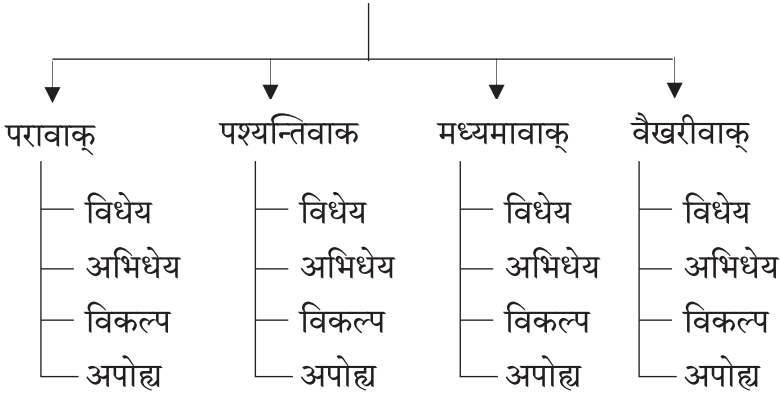 परावाक् पश्यन्तिवाक मध्यमावाक् वैखरीवाक्
विधेय विधेय विधेय विधेय
अभिधेय अभिधेय अभिधेय अभिधेय
विकल्प विकल्प विकल्प विकल्प
अपोह्य अपोह्य अपोह्य अपोह्य